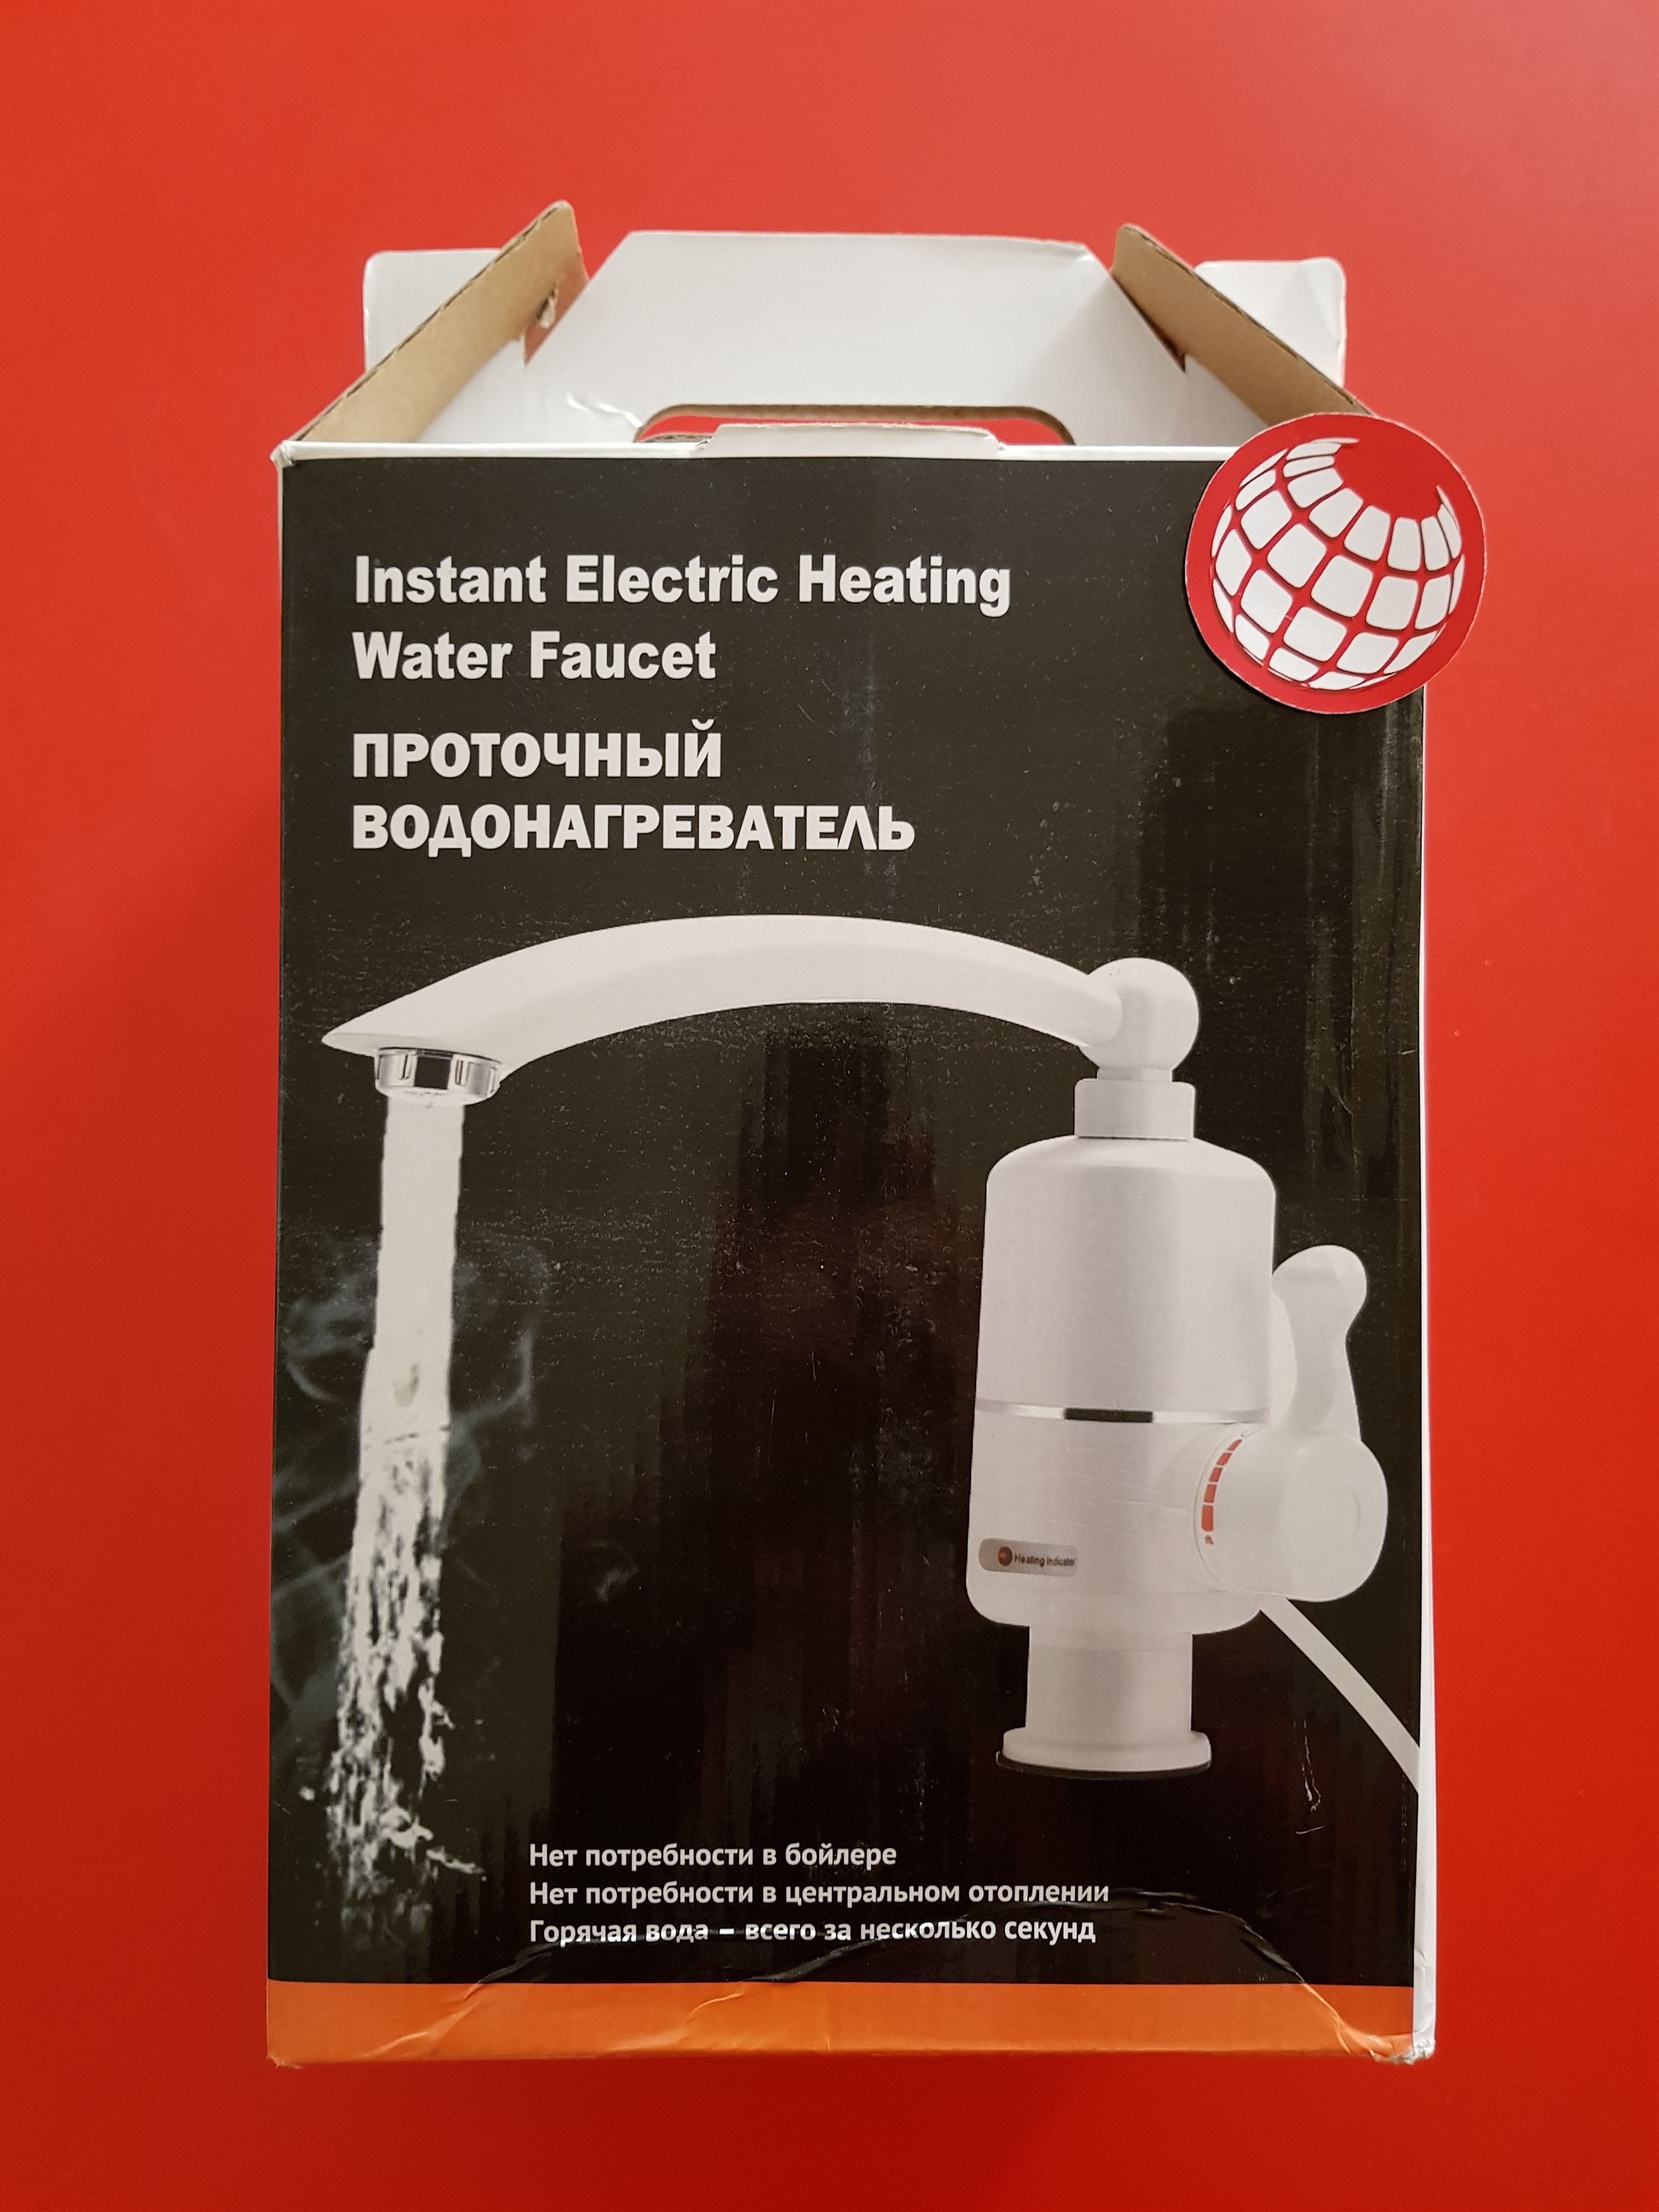 Instant Electric Heating
Water Faucet
ПРОТОЧНЫЙ
ВОДОНАГРЕВАТЕЛЬ
Heating Indicator
Нет потребности в бойлере
Нет потребности в центральном отоплении
Горячая вода – всего за несколько секунд